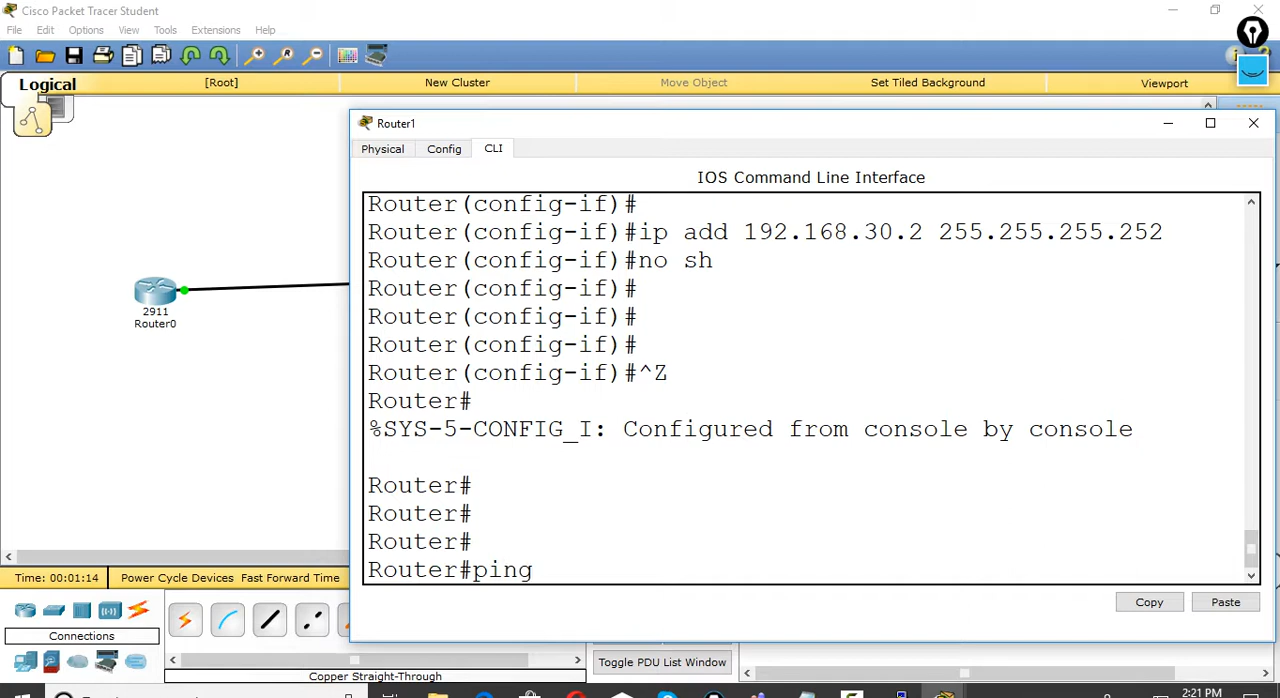 Cisco Packet Tracer Student
File Edit Options View Tools Extensions Help
Logical [Root] New Cluster Move Object Set Tiled Background Viewport
Router1
Physical Config CLI
IOS Command Line Interface
Router(config-if)#
Router(config-if)#ip add 192.168.30.2 255.255.255.252
Router(config-if)#no sh
Router(config-if)#
Router(config-if)#
Router(config-if)#
Router(config-if)#^Z
Router#
%SYS-5-CONFIG_I: Configured from console by console
Router#
Router#
Router#
Router#ping
2911
Router0
Copy Paste
Time: 00:01:14 Power Cycle Devices Fast Forward Time
Connections
Toggle PDU List Window
Copper Straight-Through
2:21 PM